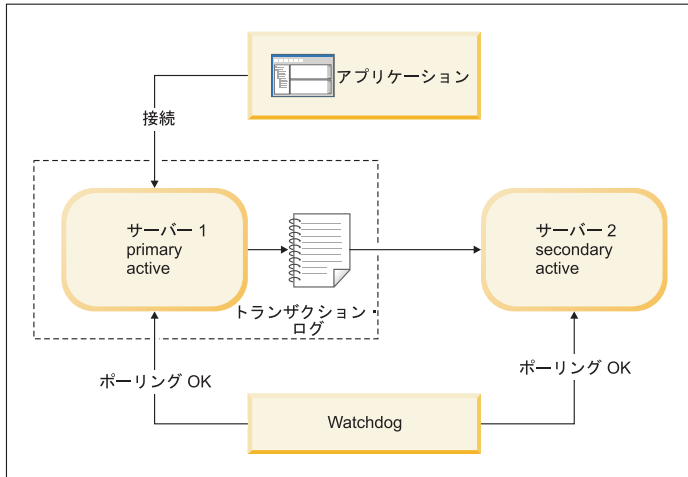 アプリケーション
接続
サーバー 1
primary
active
サーバー 2
secondary
active
トランザクション・
ログ
ポーリング OK
ポーリング OK
Watchdog